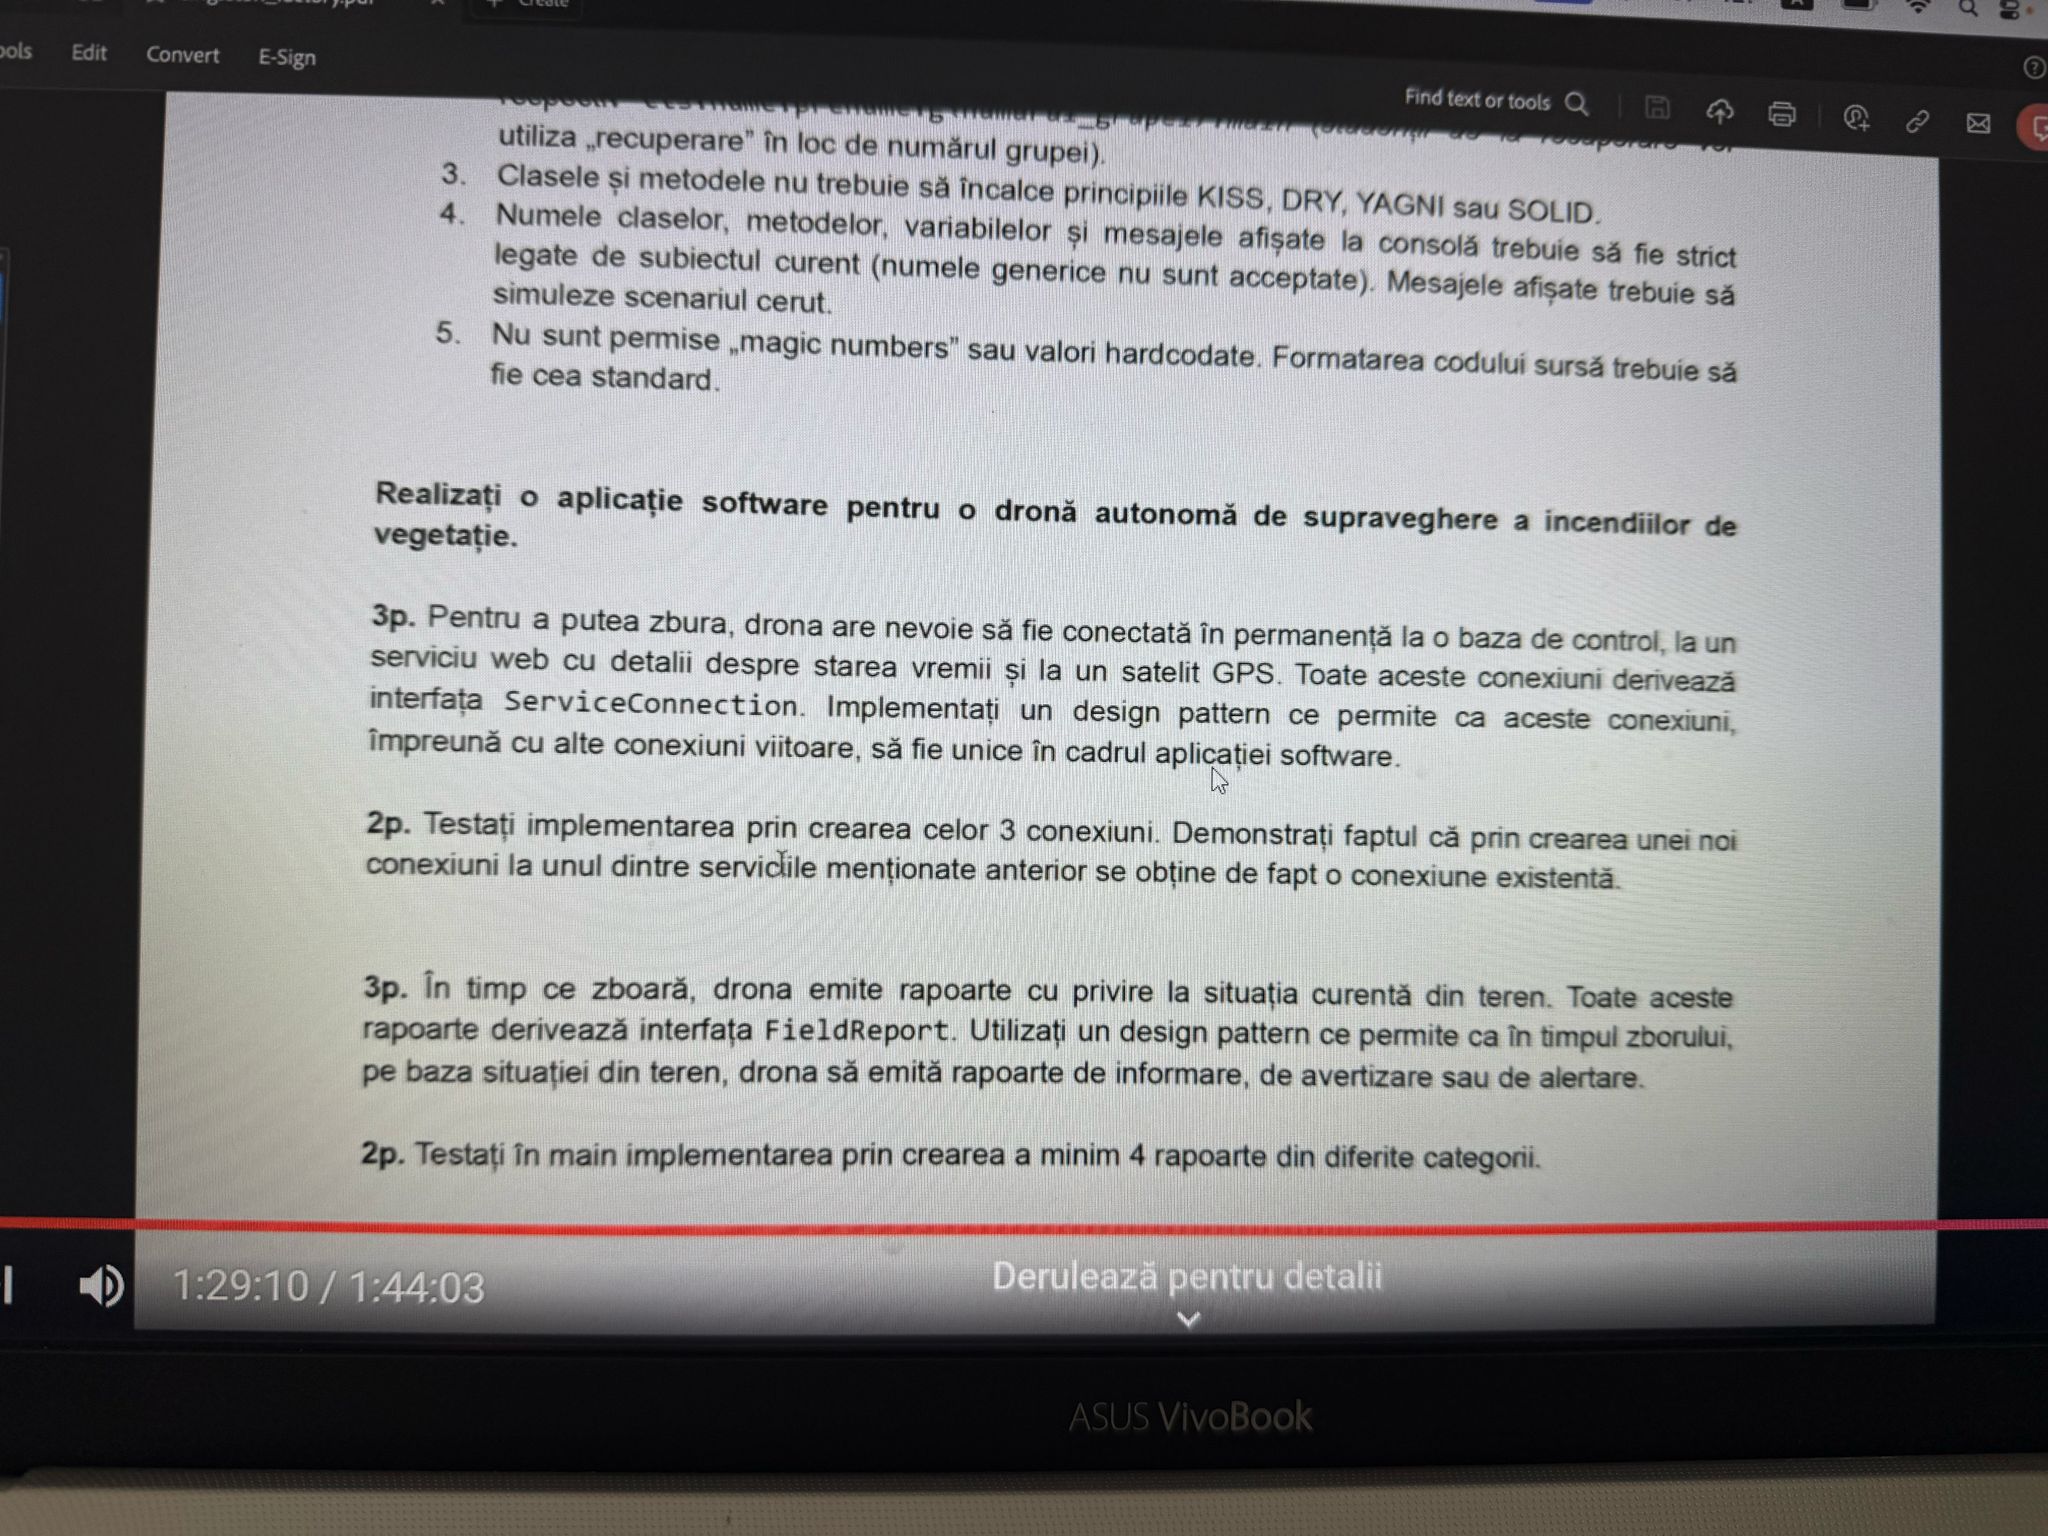 ools Edit Convert E-Sign
Create
Find text or tools
utiliza „recuperare” în loc de numărul grupei).
3. Clasele și metodele nu trebuie să încalce principiile KISS, DRY, YAGNI sau SOLID.
4. Numele claselor, metodelor, variabilelor și mesajele afișate la consolă trebuie să fie strict
legate de subiectul curent (numele generice nu sunt acceptate). Mesajele afișate trebuie să
simuleze scenariul cerut.
5. Nu sunt permise „magic numbers” sau valori hardcodate. Formatarea codului sursă trebuie să
fie cea standard.
Realizați o aplicație software pentru o dronă autonomă de supraveghere a incendiilor de
vegetație.
3p. Pentru a putea zbura, drona are nevoie să fie conectată în permanență la o baza de control, la un
serviciu web cu detalii despre starea vremii și la un satelit GPS. Toate aceste conexiuni derivează
interfața ServiceConnection. Implementați un design pattern ce permite ca aceste conexiuni,
împreună cu alte conexiuni viitoare, să fie unice în cadrul aplicației software.
2p. Testați implementarea prin crearea celor 3 conexiuni. Demonstrați faptul că prin crearea unei noi
conexiuni la unul dintre serviciile menționate anterior se obține de fapt o conexiune existentă.
3p. În timp ce zboară, drona emite rapoarte cu privire la situația curentă din teren. Toate aceste
rapoarte derivează interfața FieldReport. Utilizați un design pattern ce permite ca în timpul zborului,
pe baza situației din teren, drona să emită rapoarte de informare, de avertizare sau de alertare.
2p. Testați în main implementarea prin crearea a minim 4 rapoarte din diferite categorii.
1:29:10 / 1:44:03
Derulează pentru detalii
ASUS VivoBook